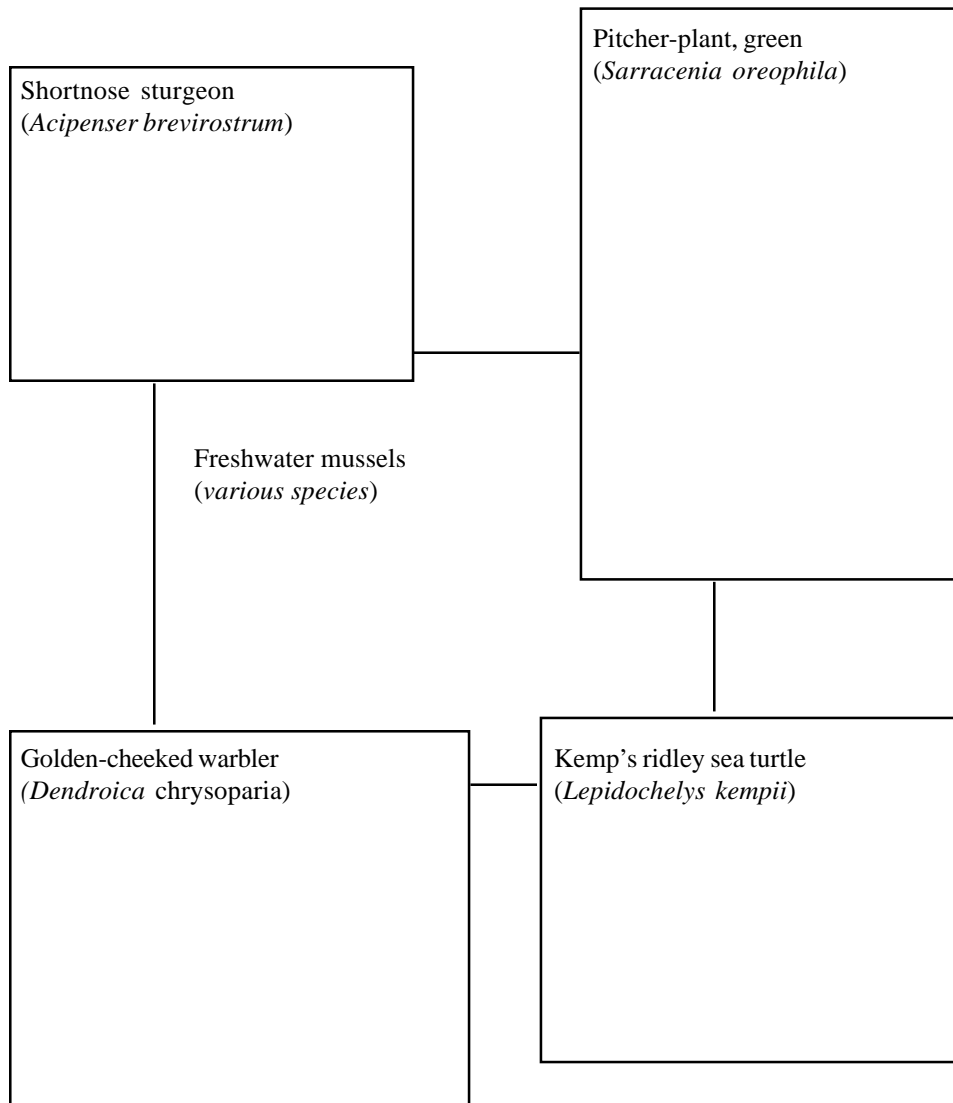 Shortnose sturgeon
(Acipenser brevirostrum)
Pitcher-plant, green
(Sarracenia oreophila)
Freshwater mussels
(various species)
Golden-cheeked warbler
(Dendroica chrysoparia)
Kemp's ridley sea turtle
(Lepidochelys kempii)